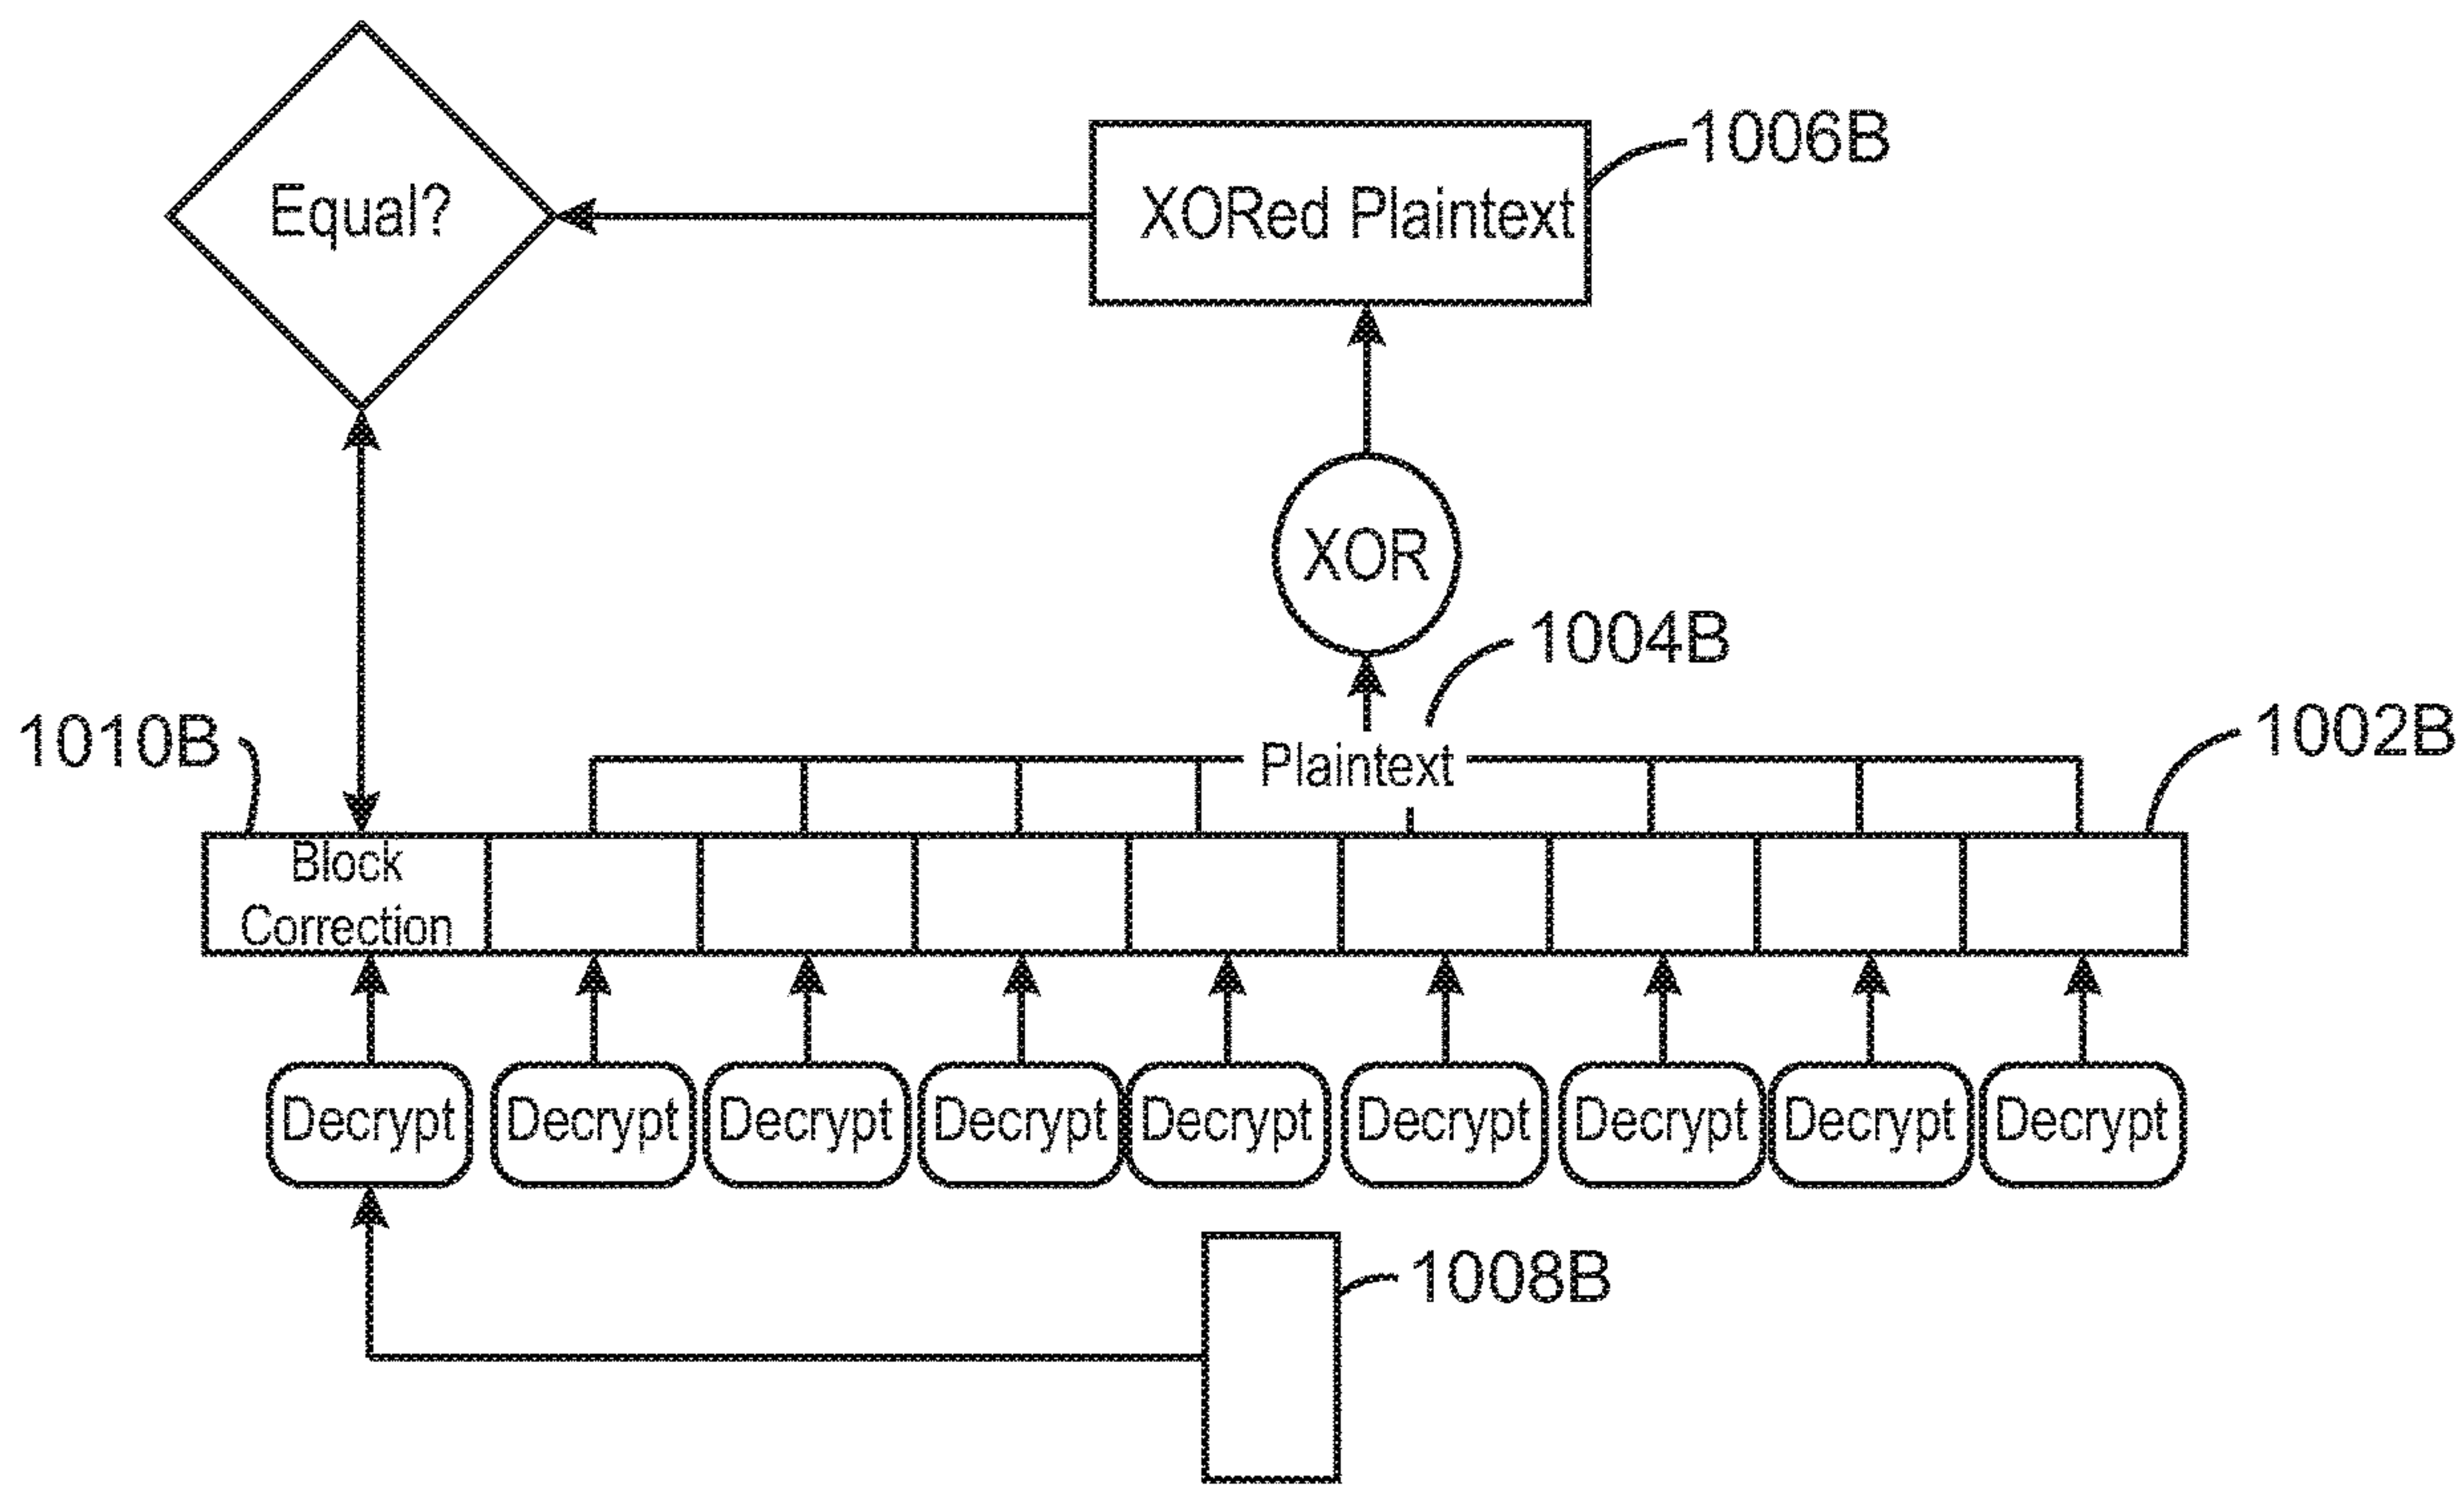 1006B
Equal?
XORed Plaintext
XOR
1004B
1010B
Plaintext
1002B
Block
Correction
Decrypt Decrypt Decrypt Decrypt Decrypt Decrypt Decrypt Decrypt Decrypt
1008B